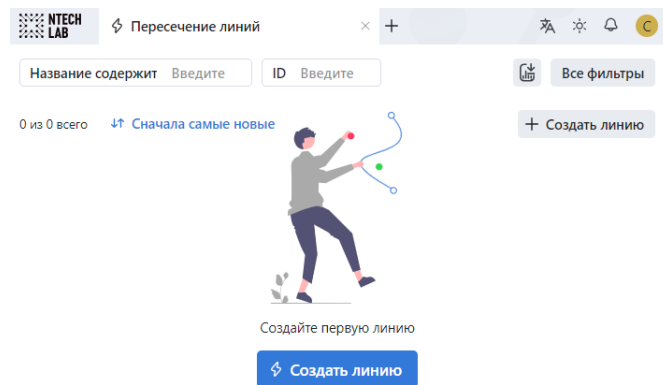 NTECH
LAB
Пересечение линий
C
Название содержит Введите
ID Введите
Все фильтры
0 из 0 всего
Сначала самые новые
+ Создать линию
Создайте первую линию
Создать линию